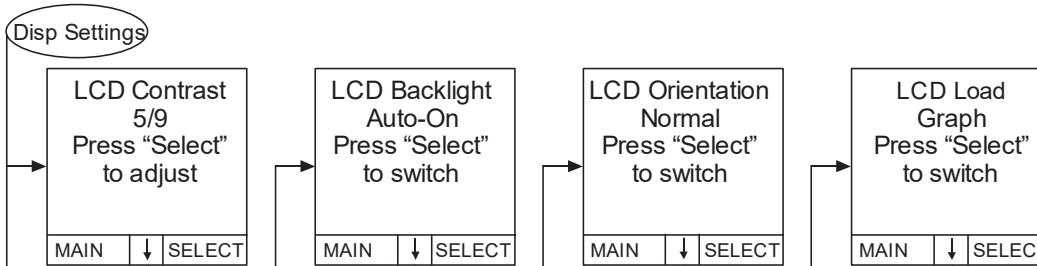 Disp Settings
LCD Contrast
5/9
Press “Select”
to adjust
MAIN ↓ SELECT
LCD Backlight
Auto-On
Press “Select”
to switch
MAIN ↓ SELECT
LCD Orientation
Normal
Press “Select”
to switch
MAIN ↓ SELECT
LCD Load
Graph
Press “Select”
to switch
MAIN ↓ SELEC